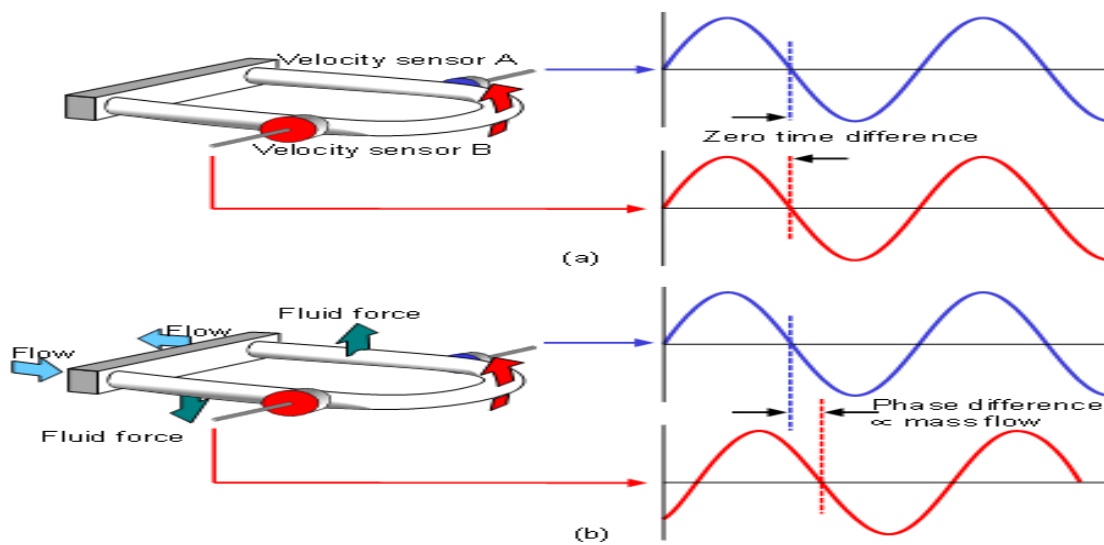 Velocity sensor A
Velocity sensor B
Zero time difference
(a)
Flow
Flow
Fluid force
Fluid force
Phase difference
∝ mass flow
(b)